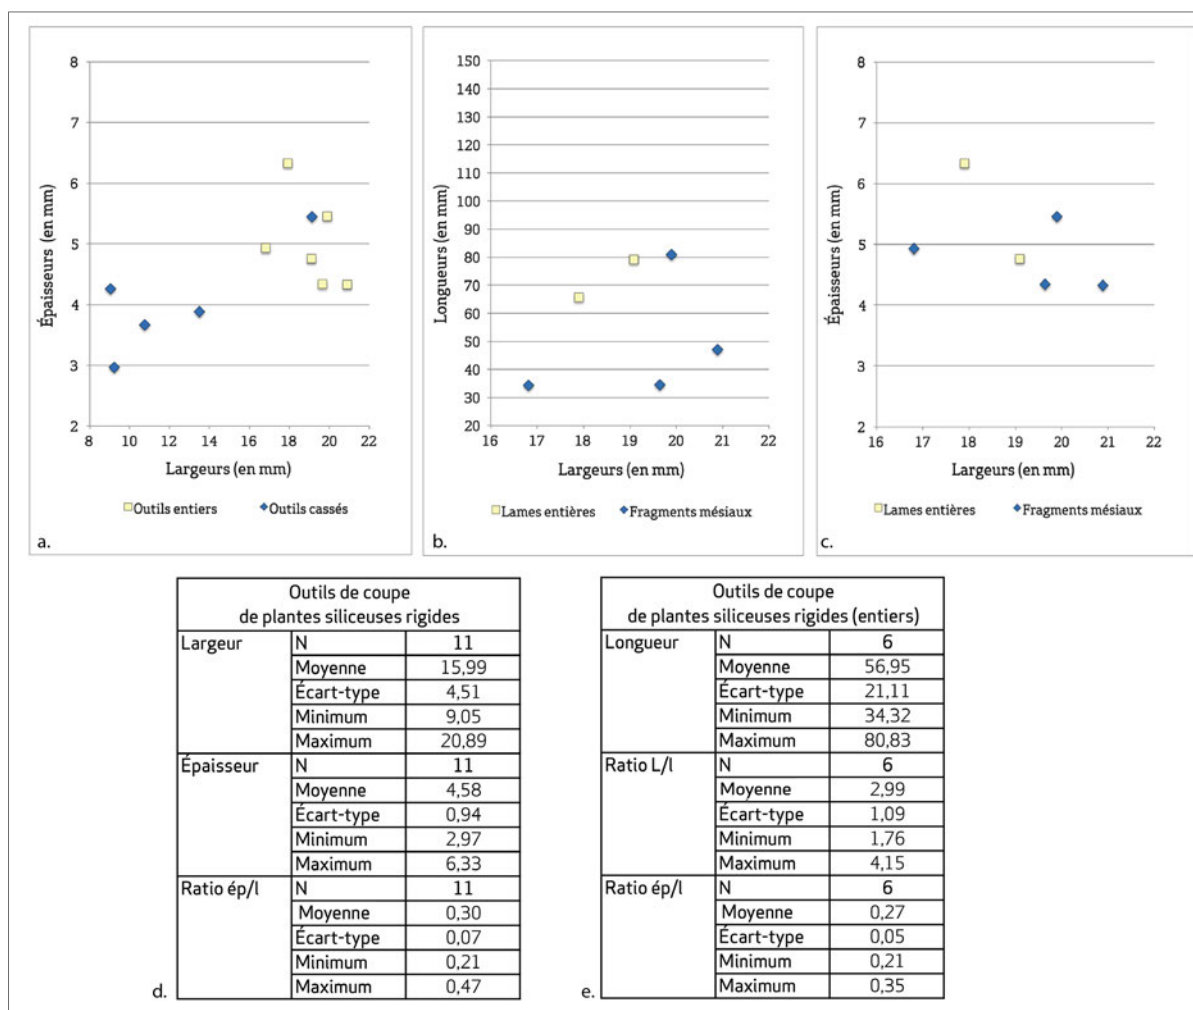 8
7
6
5
4
3
2
8 10 12 14 16 18 20 22
Épaisseurs (en mm)
Largeurs (en mm)
Outils entiers Outils cassés
a.
150
140
130
120
110
100
90
80
70
60
50
40
30
20
16 17 18 19 20 21 22
Longueurs (en mm)
Largeurs (en mm)
Lames entières Fragments mésiaux
b.
8
7
6
5
4
3
2
16 17 18 19 20 21 22
Épaisseurs (en mm)
Largeurs (en mm)
Lames entières Fragments mésiaux
c.
Outils de coupe
de plantes siliceuses rigides
Largeur N 11
Moyenne 15,99
Écart-type 4,51
Minimum 9,05
Maximum 20,89
Épaisseur N 11
Moyenne 4,58
Écart-type 0,94
Minimum 2,97
Maximum 6,33
Ratio ép/l N 11
Moyenne 0,30
Écart-type 0,07
Minimum 0,21
Maximum 0,47
d.
Outils de coupe
de plantes siliceuses rigides (entiers)
Longueur N 6
Moyenne 56,95
Écart-type 21,11
Minimum 34,32
Maximum 80,83
Ratio L/l N 6
Moyenne 2,99
Écart-type 1,09
Minimum 1,76
Maximum 4,15
Ratio ép/l N 6
Moyenne 0,27
Écart-type 0,05
Minimum 0,21
Maximum 0,35
e.